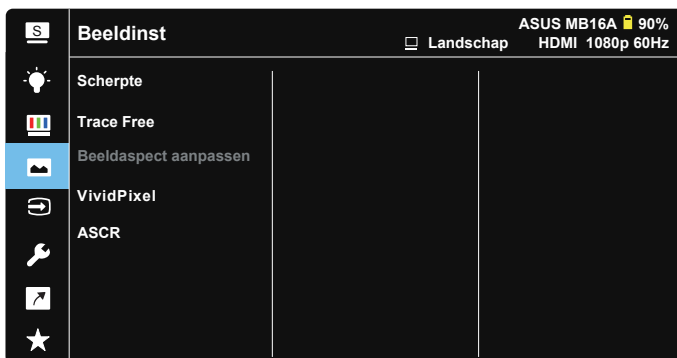 S
Beeldinst
ASUS MB16A 90%
Landschap HDMI 1080p 60Hz
Scherpte
Trace Free
Beeldaspect aanpassen
VividPixel
ASCR